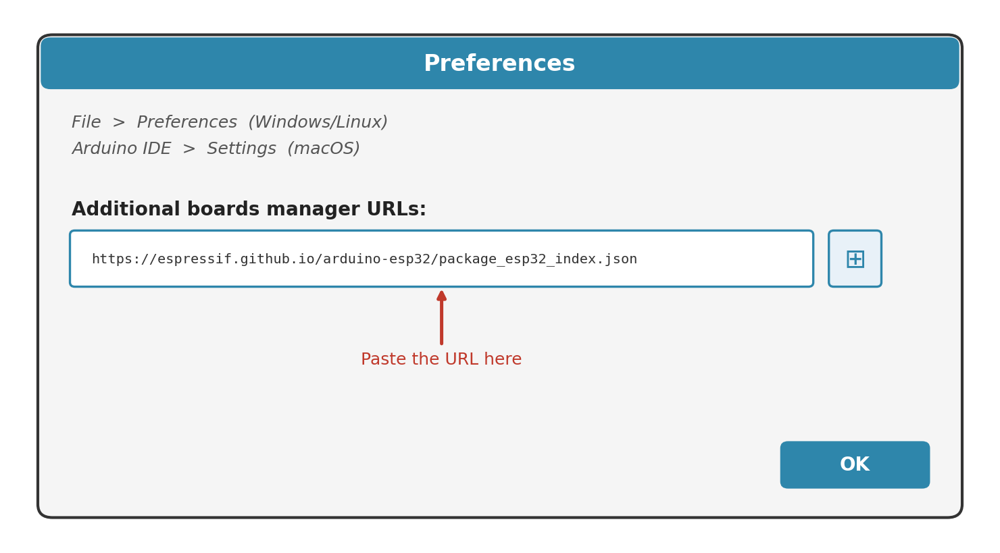 Preferences
File > Preferences (Windows/Linux)
Arduino IDE > Settings (macOS)
Additional boards manager URLs:
https://espressif.github.io/arduino-esp32/package_esp32_index.json
Paste the URL here
OK